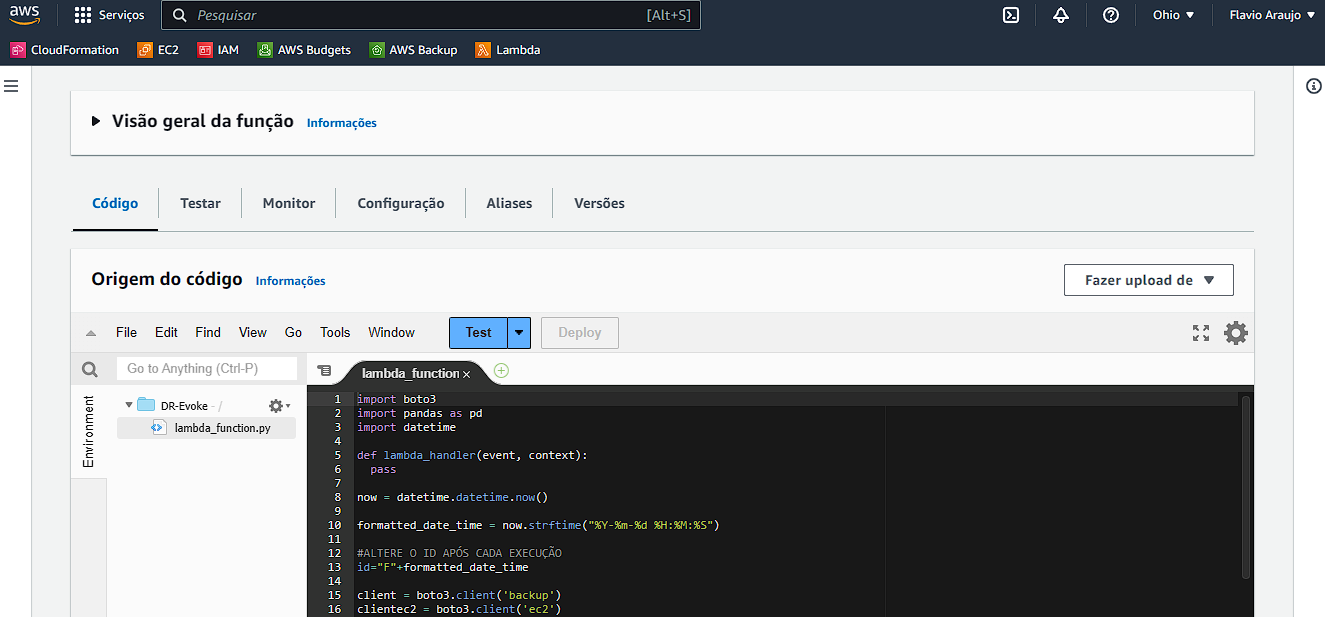 aws Serviços Pesquisar [Alt+S] Ohio ▼ Flavio Araujo ▼
CloudFormation EC2 IAM AWS Budgets AWS Backup Lambda
Visão geral da função Informações
Código Testar Monitor Configuração Aliases Versões
Origem do código Informações Fazer upload de ▼
File Edit Find View Go Tools Window Test Deploy
Go to Anything (Ctrl-P) lambda_function ×
Environment
DR-Evoke - /
lambda_function.py
1 import boto3
2 import pandas as pd
3 import datetime
4
5 def lambda_handler(event, context):
6 pass
7
8 now = datetime.datetime.now()
9
10 formatted_date_time = now.strftime("%Y-%m-%d %H:%M:%S")
11
12 #ALTERE O ID APÓS CADA EXECUÇÃO
13 id="F"+formatted_date_time
14
15 client = boto3.client('backup')
16 clientec2 = boto3.client('ec2')